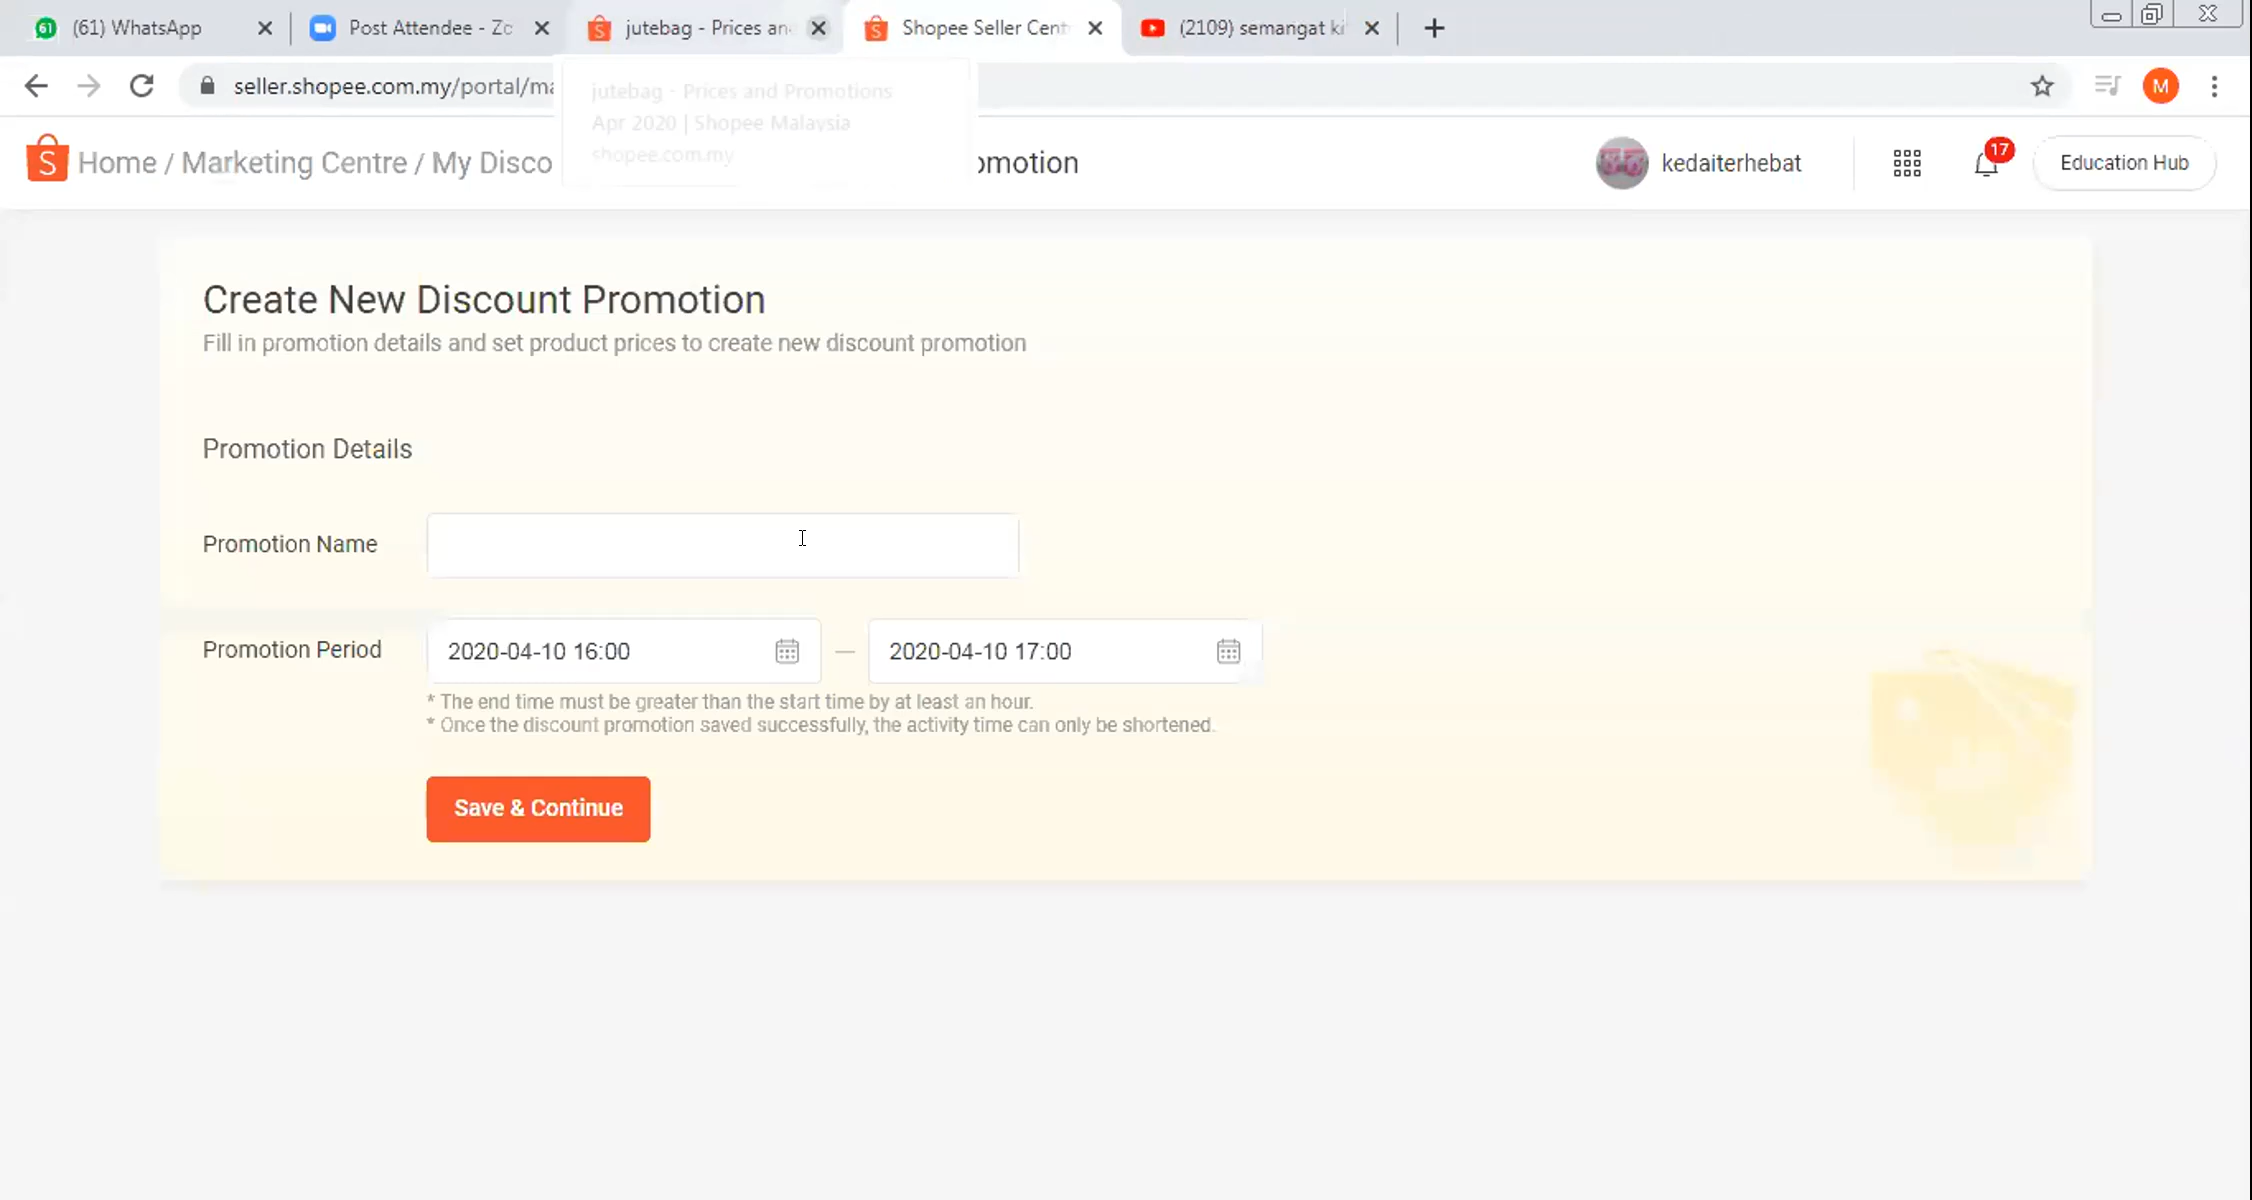 61 (61) WhatsApp
Post Attendee - Zo
jutebag - Prices an
Shopee Seller Cent
(2109) semangat ki
seller.shopee.com.my/portal/ma
M
jutebag - Prices and Promotions
Apr 2020 | Shopee Malaysia
shopee.com.my
S Home / Marketing Centre / My Disco
omotion
kedaiterhebat
17
Education Hub
Create New Discount Promotion
Fill in promotion details and set product prices to create new discount promotion
Promotion Details
Promotion Name
Promotion Period
2020-04-10 16:00 — 2020-04-10 17:00
* The end time must be greater than the start time by at least an hour.
* Once the discount promotion saved successfully, the activity time can only be shortened.
Save & Continue